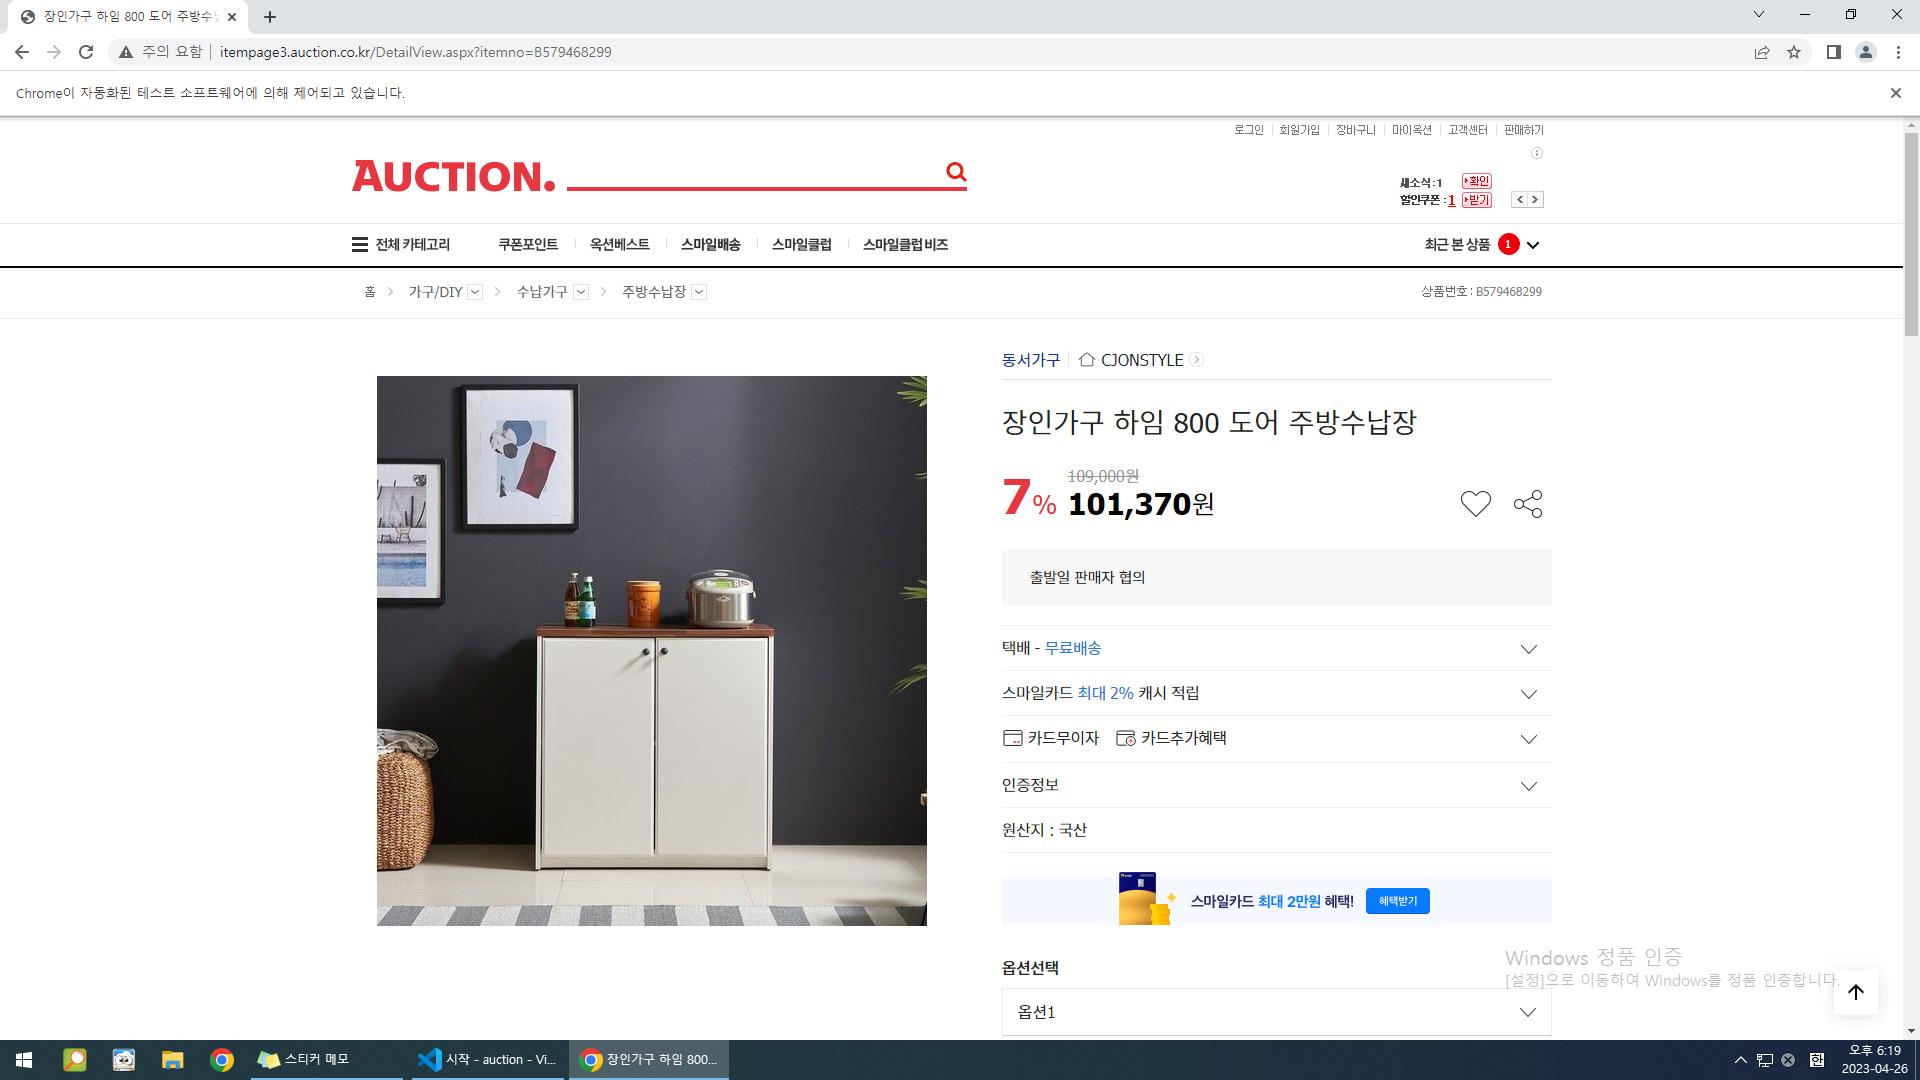 장인가구 하임 800 도어 주방수납
주의 요함 itempage3.auction.co.kr/DetailView.aspx?itemno=B579468299
Chrome이 자동화된 테스트 소프트웨어에 의해 제어되고 있습니다.
로그인 회원가입 장바구니 마이옥션 고객센터 판매하기
AUCTION.
새소식:1 확인
할인쿠폰:1 받기
전체 카테고리 쿠폰포인트 옥션베스트 스마일배송 스마일클럽 스마일클럽 비즈 최근 본 상품 1
홈 가구/DIY 수납가구 주방수납장 상품번호 : B579468299
동서가구 CJONSTYLE
장인가구 하임 800 도어 주방수납장
109,000원
7% 101,370원
출발일 판매자 협의
택배 - 무료배송
스마일카드 최대 2% 캐시 적립
카드무이자 카드추가혜택
인증정보
원산지 : 국산
스마일카드 최대 2만원 혜택! 혜택받기
옵션선택
옵션1
Windows 정품 인증
[설정]으로 이동하여 Windows를 정품 인증합니다.
스티커 메모
시작 - auction - Vi...
장인가구 하임 800...
한
오후 6:19
2023-04-26